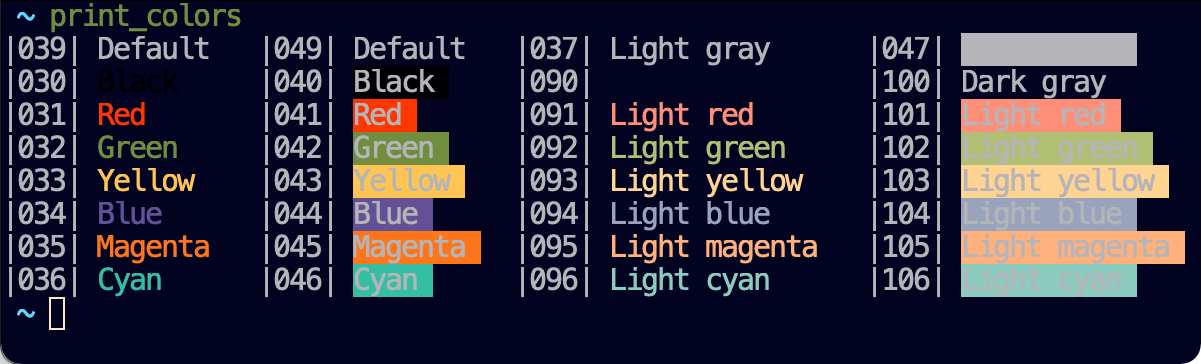 ~ print_colors
|039| Default |049| Default |037| Light gray |047|
|030| Black |040| Black |090| |100| Dark gray
|031| Red |041| Red |091| Light red |101| Light red
|032| Green |042| Green |092| Light green |102| Light green
|033| Yellow |043| Yellow |093| Light yellow |103| Light yellow
|034| Blue |044| Blue |094| Light blue |104| Light blue
|035| Magenta |045| Magenta |095| Light magenta |105| Light magenta
|036| Cyan |046| Cyan |096| Light cyan |106| Light cyan
~